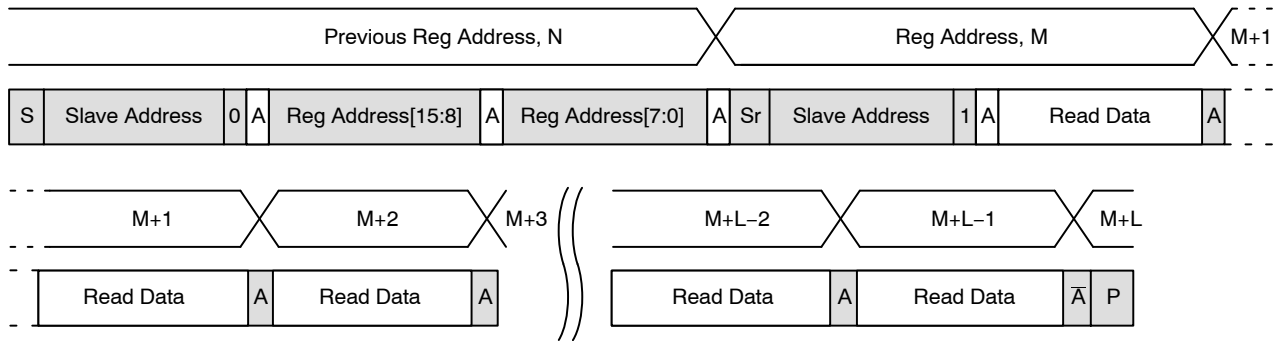 Previous Reg Address, N Reg Address, M M+1
S Slave Address 0 A Reg Address[15:8] A Reg Address[7:0] A Sr Slave Address 1 A Read Data A
M+1 M+2 M+3 M+L−2 M+L−1 M+L
Read Data A Read Data A Read Data A Read Data A̅ P